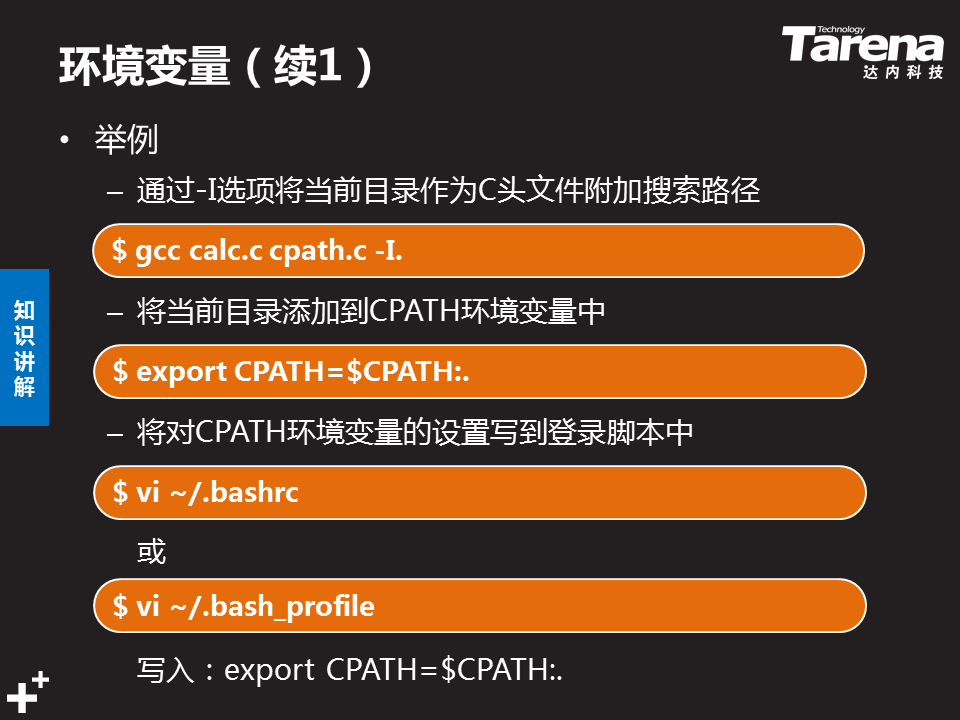 环境变量（续1）
Technology
Tarena
达内科技
• 举例
– 通过-I选项将当前目录作为C头文件附加搜索路径
$ gcc calc.c cpath.c -I.
– 将当前目录添加到CPATH环境变量中
$ export CPATH=$CPATH:.
– 将对CPATH环境变量的设置写到登录脚本中
$ vi ~/.bashrc
或
$ vi ~/.bash_profile
写入：export CPATH=$CPATH:.
知识讲解